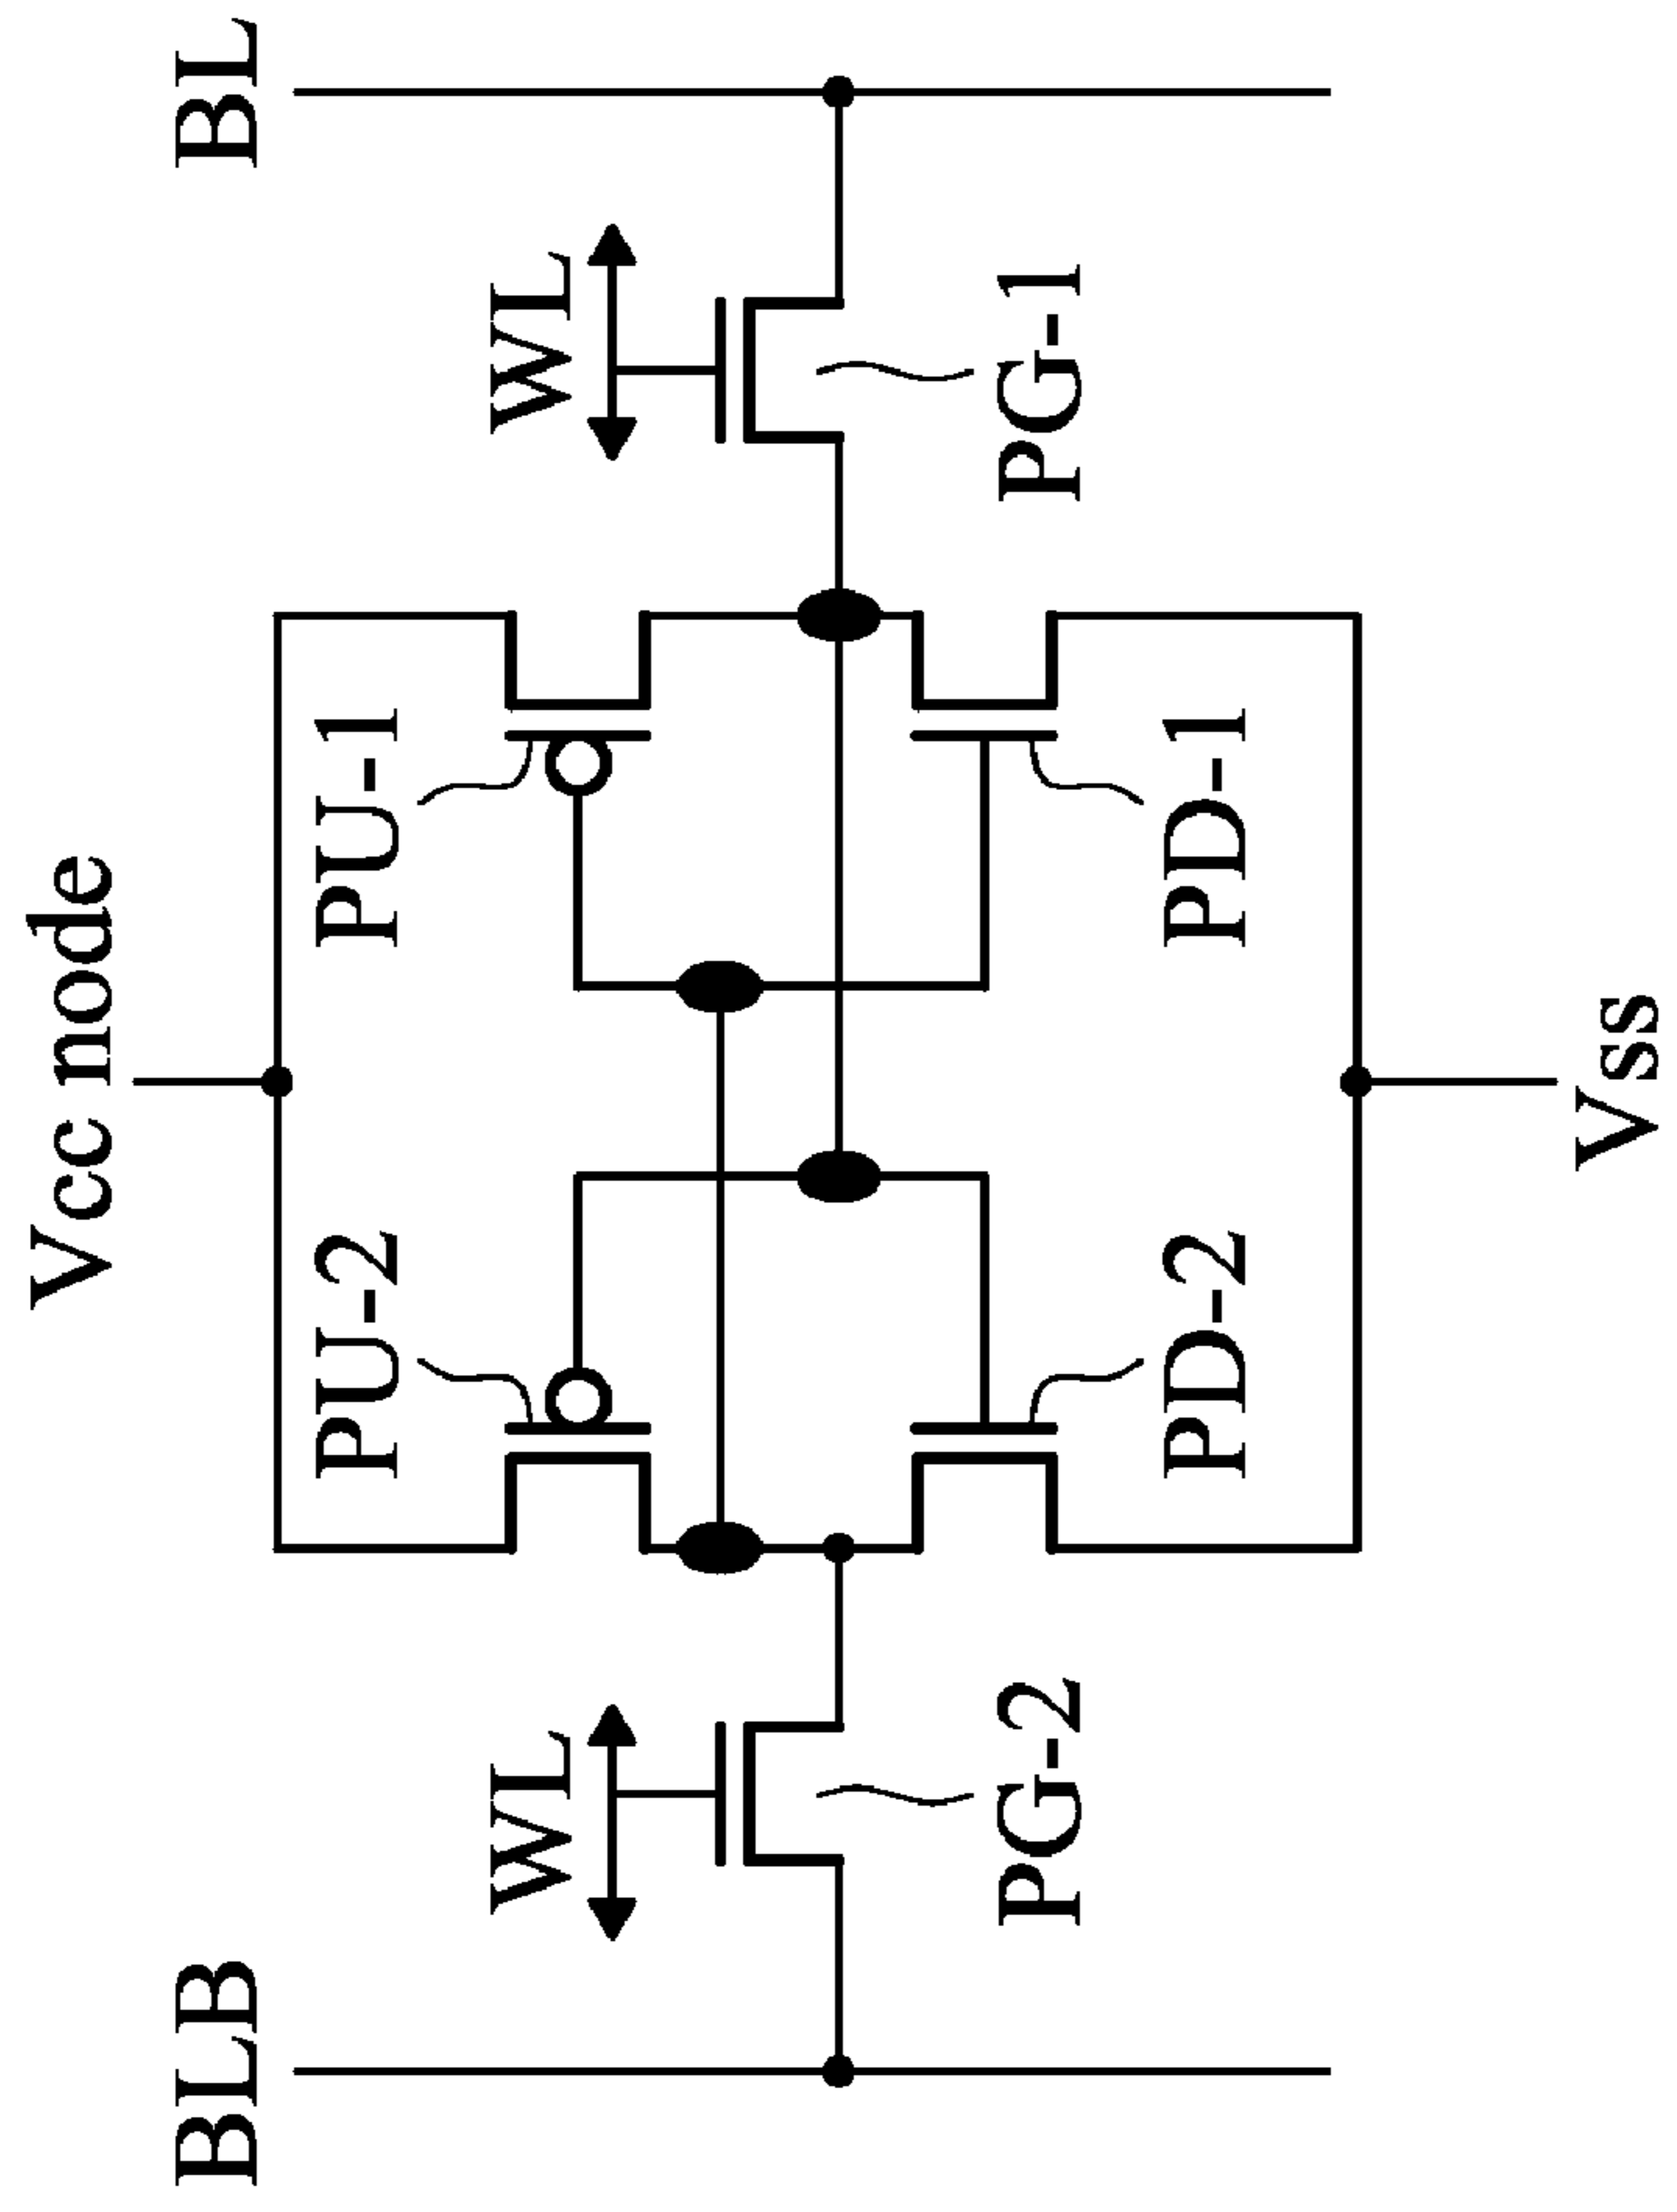 Vcc node
BLB
BL
PU-2
PU-1
WL
WL
PG-2
PG-1
PD-2
PD-1
Vss